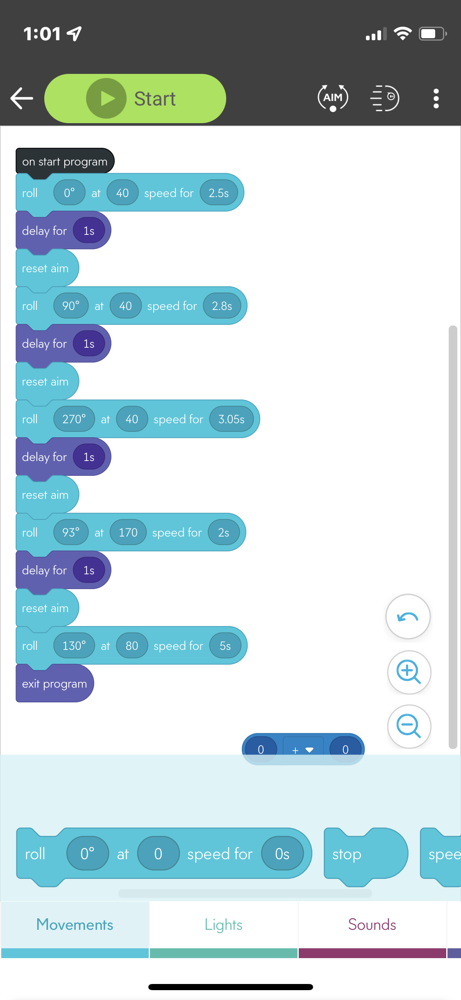 1:01
Start
AIM
on start program
roll 0° at 40 speed for 2.5s
delay for 1s
reset aim
roll 90° at 40 speed for 2.8s
delay for 1s
reset aim
roll 270° at 40 speed for 3.05s
delay for 1s
reset aim
roll 93° at 170 speed for 2s
delay for 1s
reset aim
roll 130° at 80 speed for 5s
exit program
0 + 0
roll 0° at 0 speed for 0s stop spee
Movements Lights Sounds